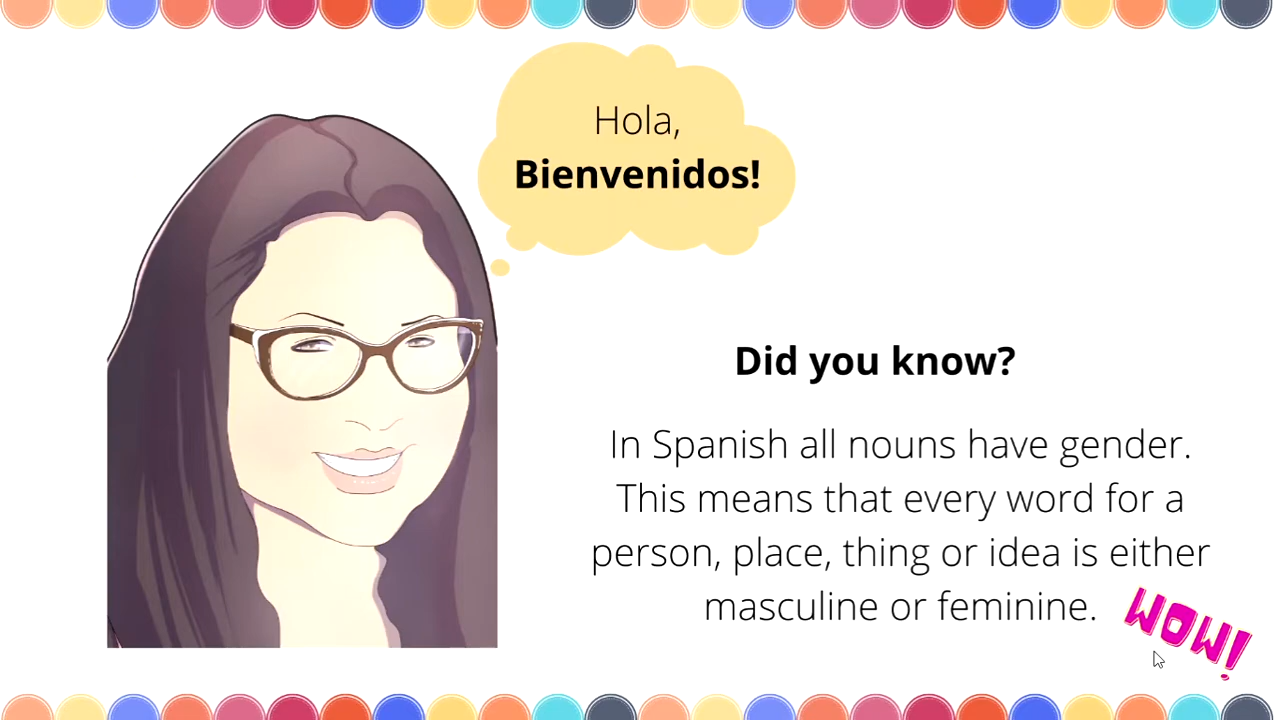 Hola,
Bienvenidos!
Did you know?
In Spanish all nouns have gender.
This means that every word for a
person, place, thing or idea is either
masculine or feminine.
WOW!